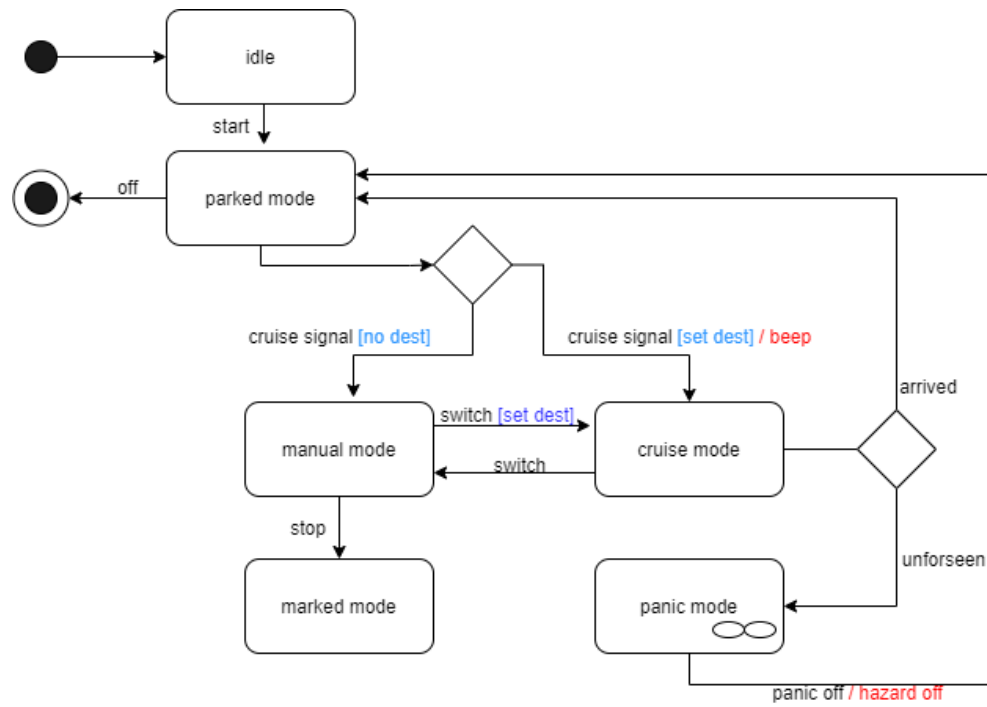 idle
start
off
parked mode
cruise signal [no dest]
cruise signal [set dest] / beep
arrived
switch [set dest]
manual mode
cruise mode
switch
stop
unforseen
marked mode
panic mode
panic off / hazard off